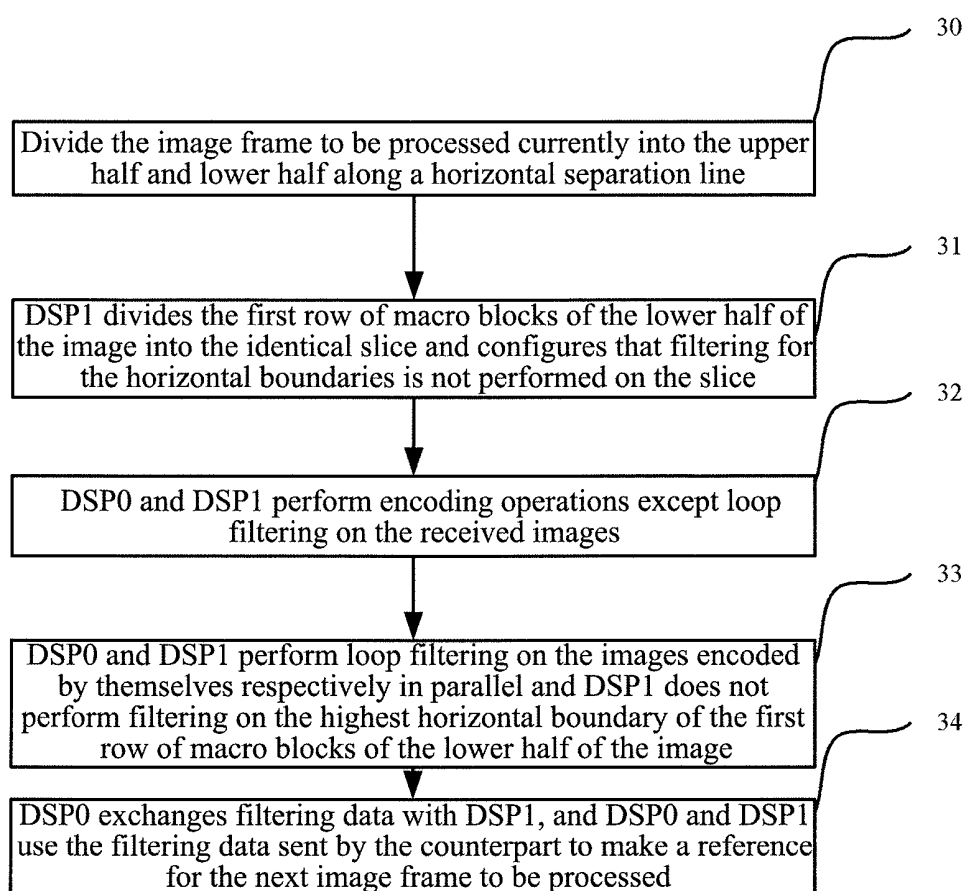 30
Divide the image frame to be processed currently into the upper
half and lower half along a horizontal separation line
31
DSP1 divides the first row of macro blocks of the lower half of
the image into the identical slice and configures that filtering for
the horizontal boundaries is not performed on the slice
32
DSP0 and DSP1 perform encoding operations except loop
filtering on the received images
33
DSP0 and DSP1 perform loop filtering on the images encoded
by themselves respectively in parallel and DSP1 does not
perform filtering on the highest horizontal boundary of the first
row of macro blocks of the lower half of the image
34
DSP0 exchanges filtering data with DSP1, and DSP0 and DSP1
use the filtering data sent by the counterpart to make a reference
for the next image frame to be processed